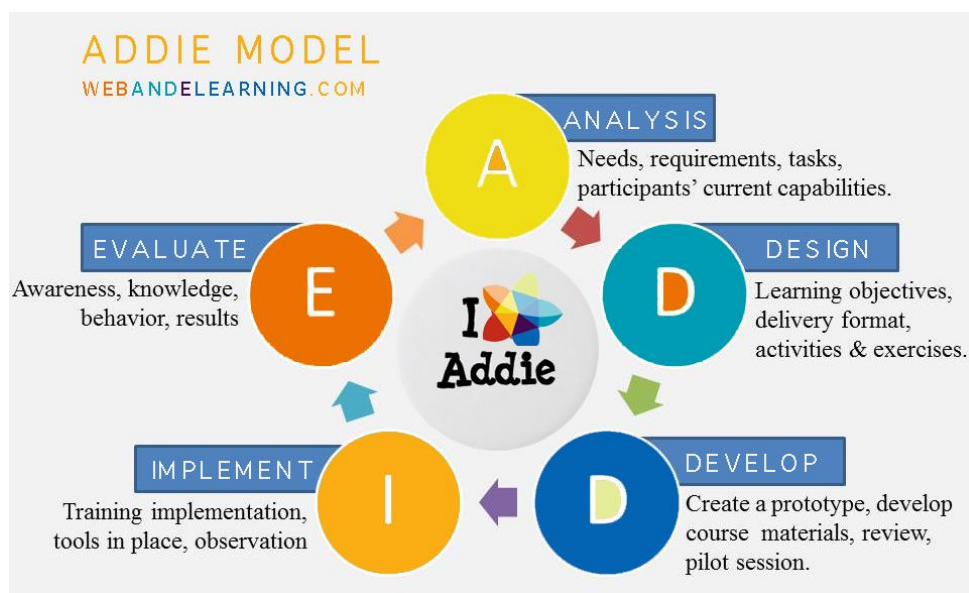 ADDIE MODEL
WEBANDELEARNING.COM
A
ANALYSIS
Needs, requirements, tasks,
participants’ current capabilities.
D
DESIGN
Learning objectives,
delivery format,
activities & exercises.
D
DEVELOP
Create a prototype, develop
course materials, review,
pilot session.
I
IMPLEMENT
Training implementation,
tools in place, observation
E
EVALUATE
Awareness, knowledge,
behavior, results
I
Addie